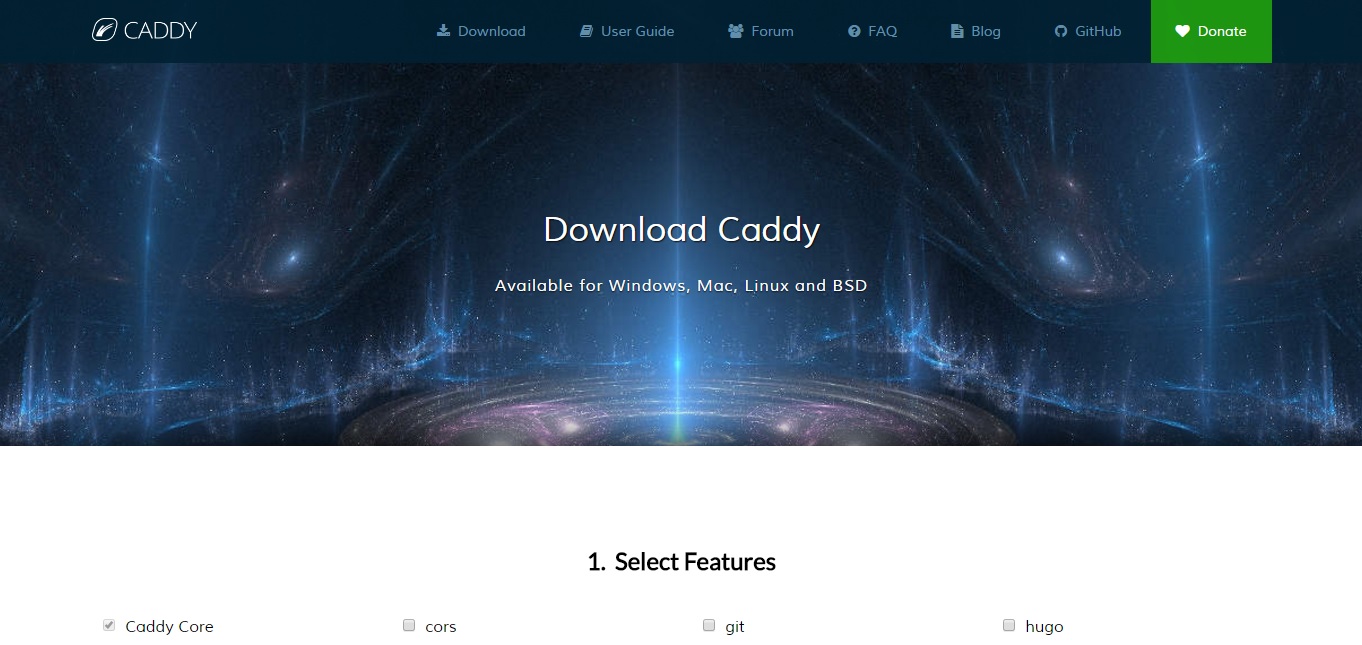 CADDY Download User Guide Forum FAQ Blog GitHub Donate
Download Caddy
Available for Windows, Mac, Linux and BSD
1. Select Features
Caddy Core cors git hugo